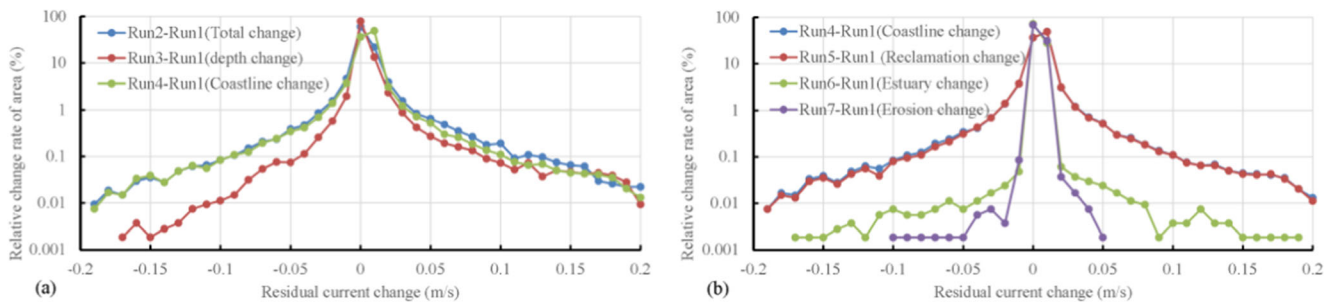 Relative change rate of area (%)
100
10
1
0.1
0.01
0.001
Run2-Run1(Total change)
Run3-Run1(depth change)
Run4-Run1(Coastline change)
-0.2 -0.15 -0.1 -0.05 0 0.05 0.1 0.15 0.2
(a)
Residual current change (m/s)
Relative change rate of area (%)
100
10
1
0.1
0.01
0.001
Run4-Run1(Coastline change)
Run5-Run1 (Reclamation change)
Run6-Run1(Estuary change)
Run7-Run1(Erosion change)
-0.2 -0.15 -0.1 -0.05 0 0.05 0.1 0.15 0.2
(b)
Residual current change (m/s)